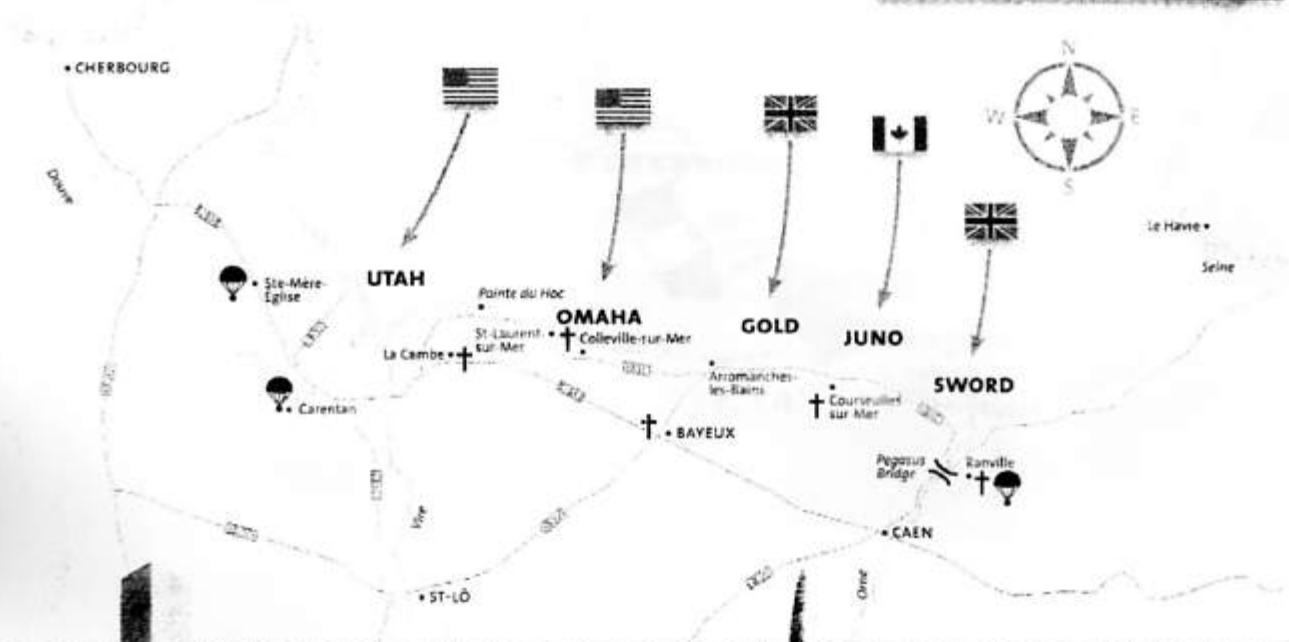 CHERBOURG
N
W
E
S
Douve
Le Havre
Seine
UTAH
Ste-Mère-
Église
Pointe du Hoc
OMAHA
St-Laurent-
sur-Mer
Colleville-sur-Mer
GOLD
JUNO
La Cambe
Arromanches-
les-Bains
SWORD
Courseulles
sur Mer
Carentan
BAYEUX
Pegasus
Bridge
Ranville
Vire
CAEN
Orne
ST-LÔ